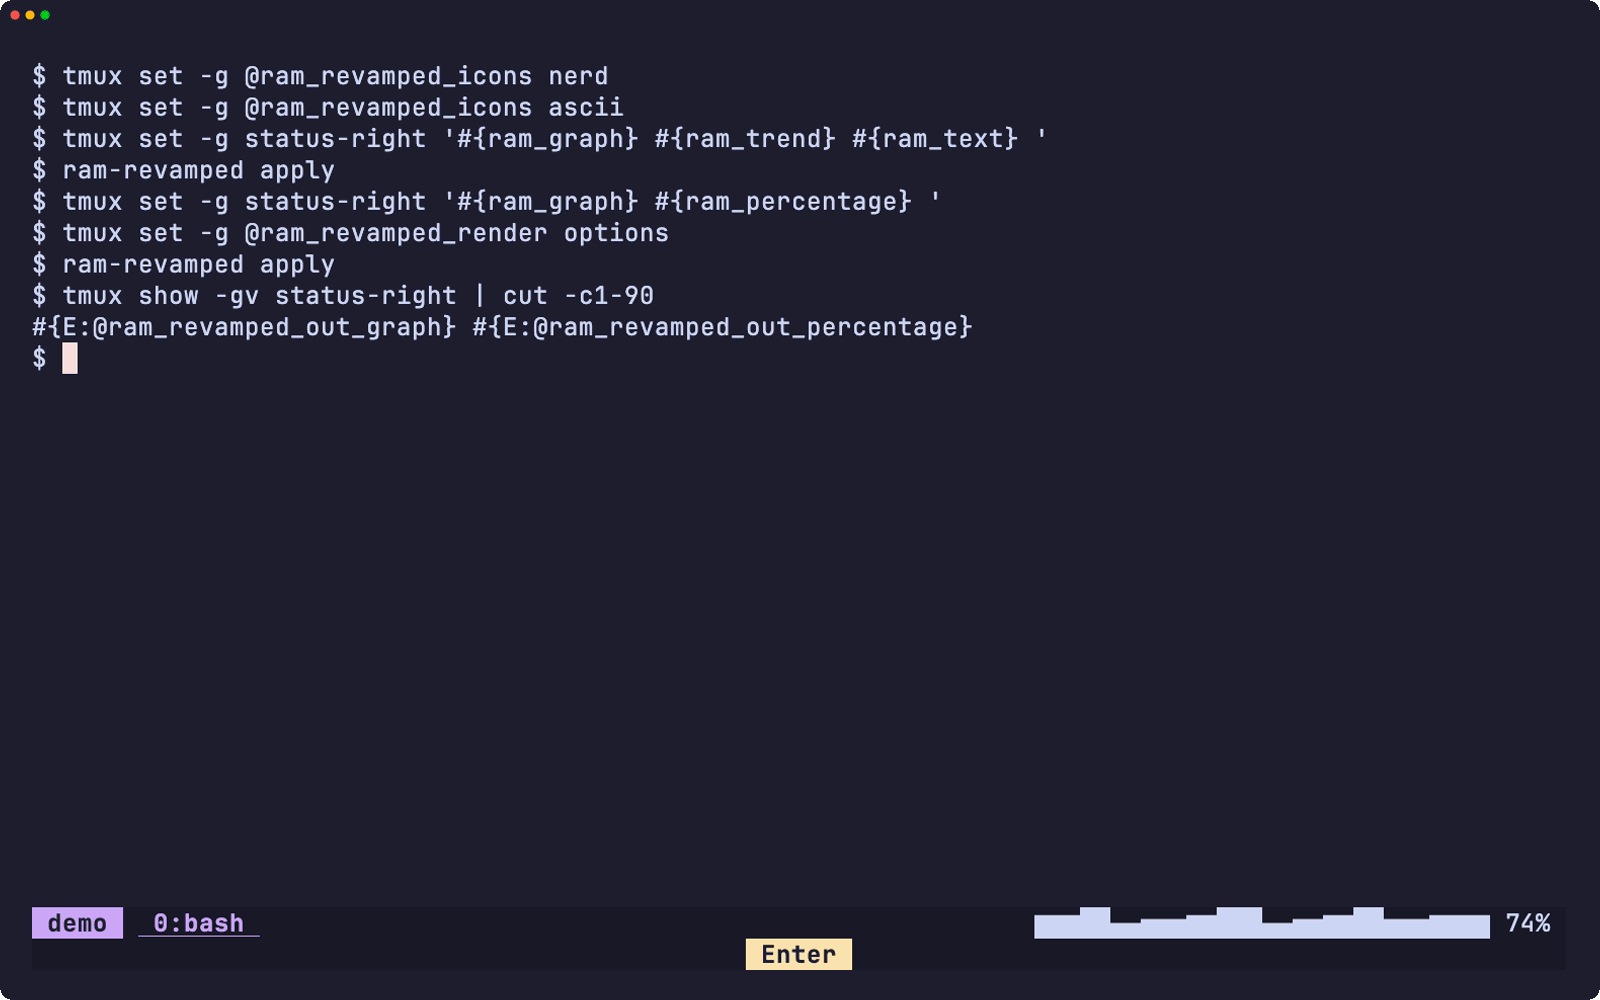 $ tmux set -g @ram_revamped_icons nerd
$ tmux set -g @ram_revamped_icons ascii
$ tmux set -g status-right '#{ram_graph} #{ram_trend} #{ram_text} '
$ ram-revamped apply
$ tmux set -g status-right '#{ram_graph} #{ram_percentage} '
$ tmux set -g @ram_revamped_render options
$ ram-revamped apply
$ tmux show -gv status-right | cut -c1-90
#{E:@ram_revamped_out_graph} #{E:@ram_revamped_out_percentage}
$
demo 0:bash 74%
Enter